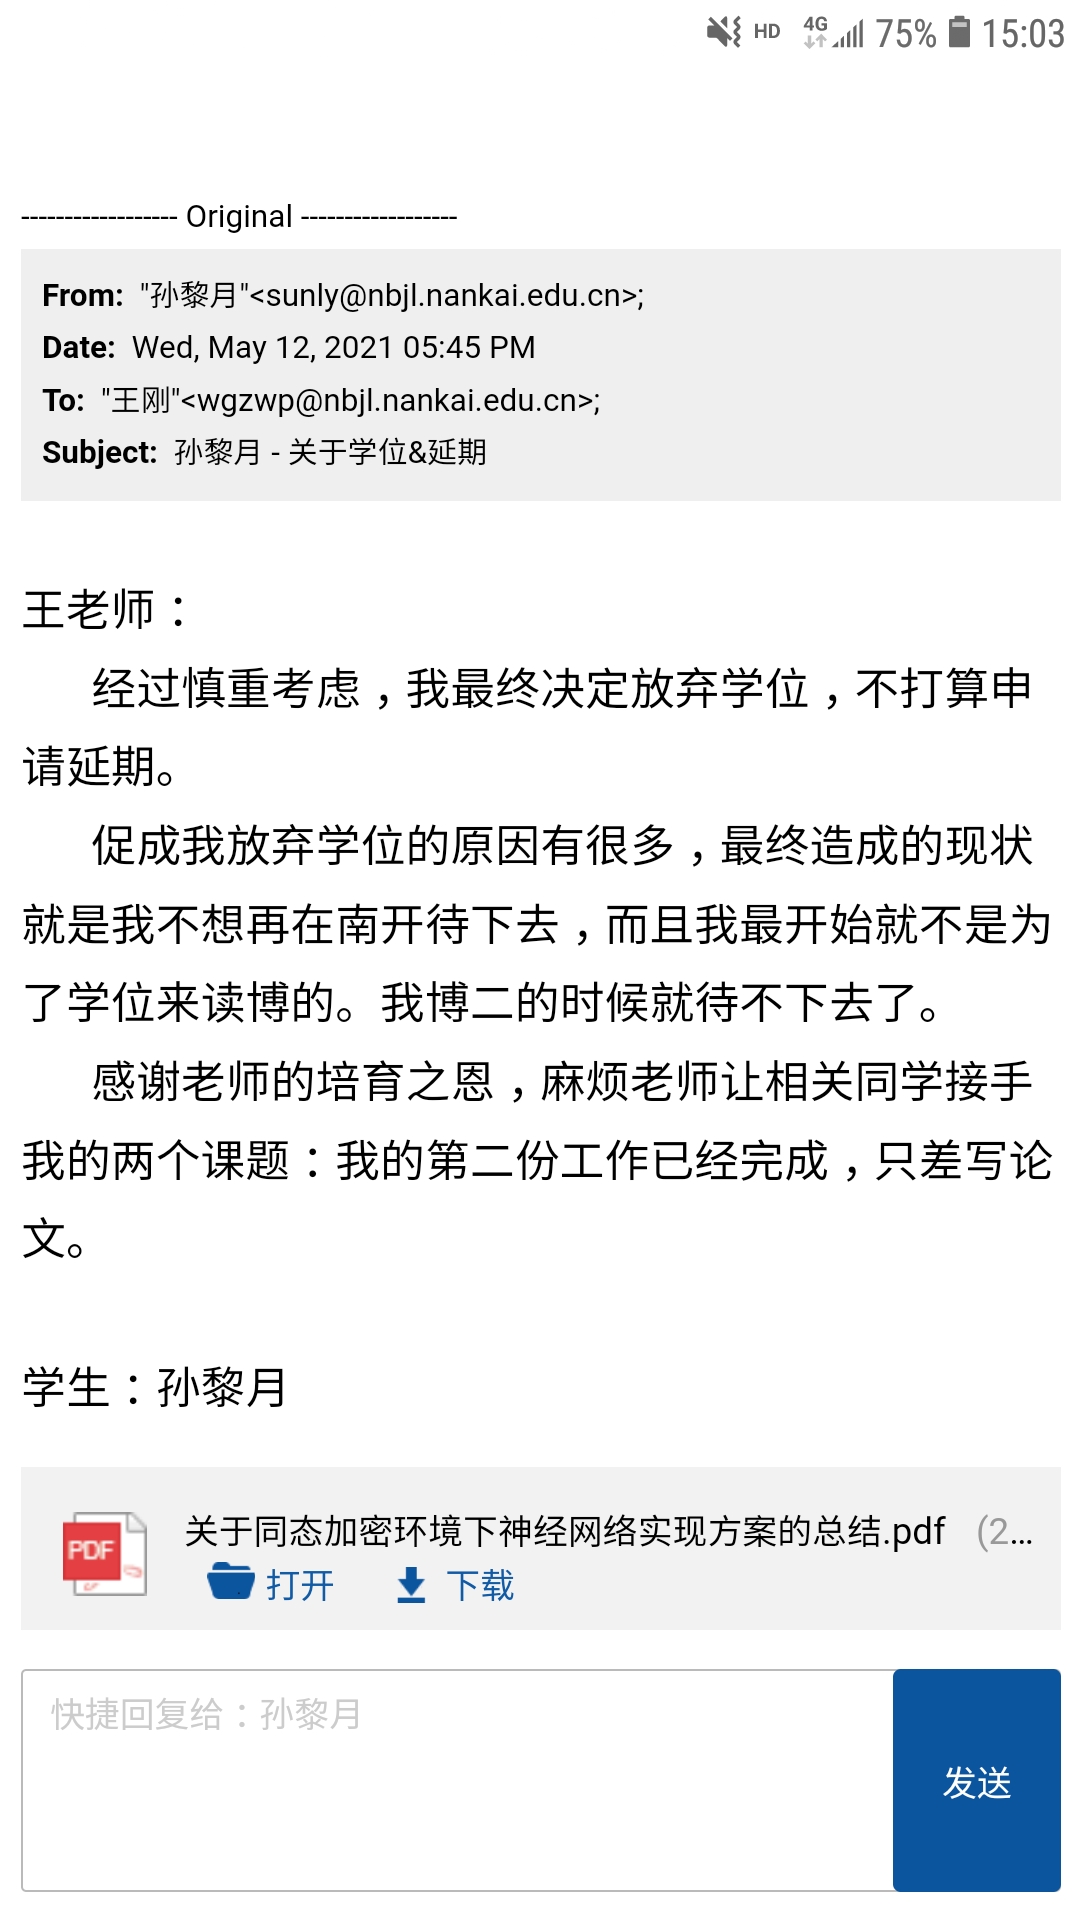 HD 4G 75% 15:03
------------------ Original ------------------
From: "孙黎月"<sunly@nbjl.nankai.edu.cn>;
Date: Wed, May 12, 2021 05:45 PM
To: "王刚"<wgzwp@nbjl.nankai.edu.cn>;
Subject: 孙黎月 - 关于学位&延期
王老师：
经过慎重考虑，我最终决定放弃学位，不打算申
请延期。
促成我放弃学位的原因有很多，最终造成的现状
就是我不想再在南开待下去，而且我最开始就不是为
了学位来读博的。我博二的时候就待不下去了。
感谢老师的培育之恩，麻烦老师让相关同学接手
我的两个课题：我的第二份工作已经完成，只差写论
文。
学生：孙黎月
PDF 关于同态加密环境下神经网络实现方案的总结.pdf (2...
打开 下载
快捷回复给：孙黎月
发送